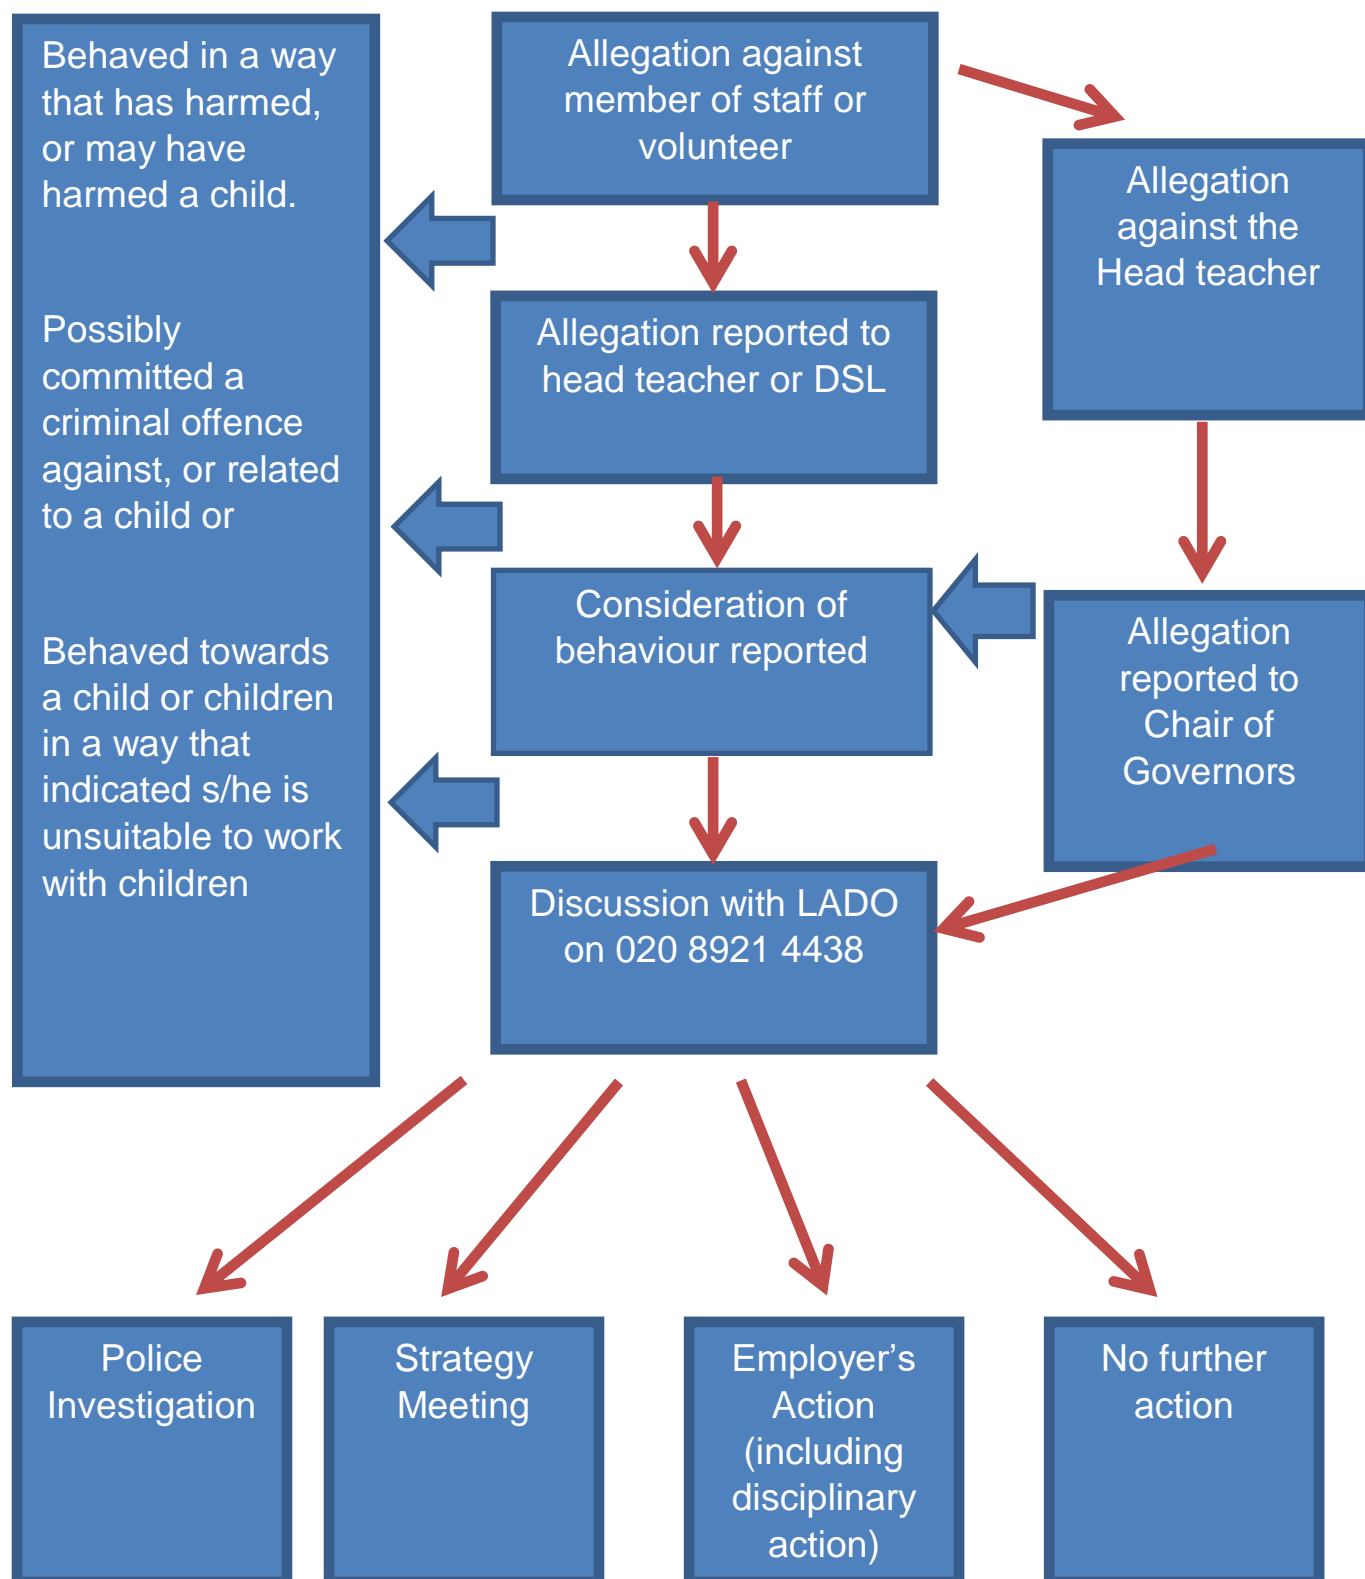 Behaved in a way
that has harmed,
or may have
harmed a child.
Possibly
committed a
criminal offence
against, or related
to a child or
Behaved towards
a child or children
in a way that
indicated s/he is
unsuitable to work
with children
Allegation against
member of staff or
volunteer
Allegation
against the
Head teacher
Allegation reported to
head teacher or DSL
Consideration of
behaviour reported
Allegation
reported to
Chair of
Governors
Discussion with LADO
on 020 8921 4438
Police
Investigation
Strategy
Meeting
Employer’s
Action
(including
disciplinary
action)
No further
action